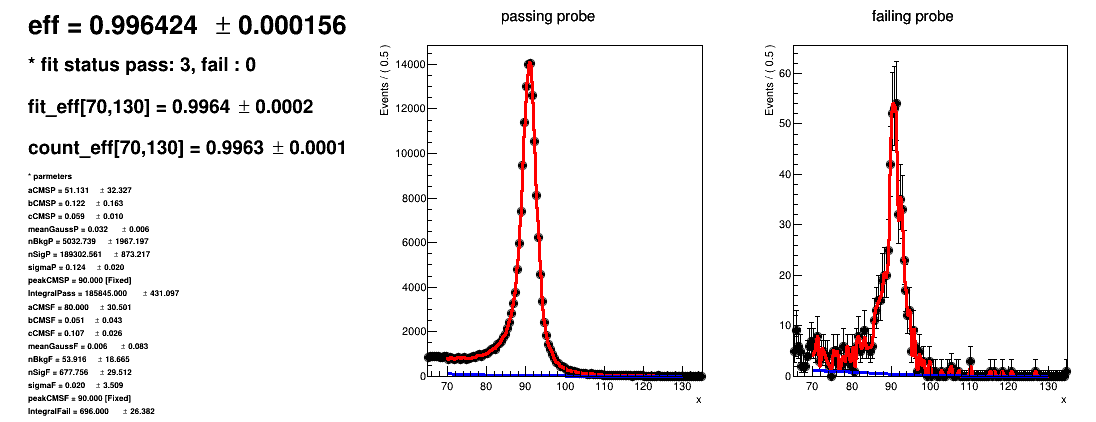 eff = 0.996424 ± 0.000156
* fit status pass: 3, fail : 0
fit_eff[70,130] = 0.9964 ± 0.0002
count_eff[70,130] = 0.9963 ± 0.0001
* parmeters
aCMSP = 51.131 ± 32.327
bCMSP = 0.122 ± 0.163
cCMSP = 0.059 ± 0.010
meanGaussP = 0.032 ± 0.006
nBkgP = 5032.739 ± 1967.197
nSigP = 189302.561 ± 873.217
sigmaP = 0.124 ± 0.020
peakCMSP = 90.000 [Fixed]
IntegralPass = 185845.000 ± 431.097
aCMSF = 80.000 ± 30.501
bCMSF = 0.051 ± 0.043
cCMSF = 0.107 ± 0.026
meanGaussF = 0.006 ± 0.083
nBkgF = 53.916 ± 18.665
nSigF = 677.756 ± 29.512
sigmaF = 0.020 ± 3.509
peakCMSF = 90.000 [Fixed]
IntegralFail = 696.000 ± 26.382
passing probe
Events / ( 0.5 )
14000
12000
10000
8000
6000
4000
2000
0
70 80 90 100 110 120 130
x
failing probe
Events / ( 0.5 )
60
50
40
30
20
10
0
70 80 90 100 110 120 130
x